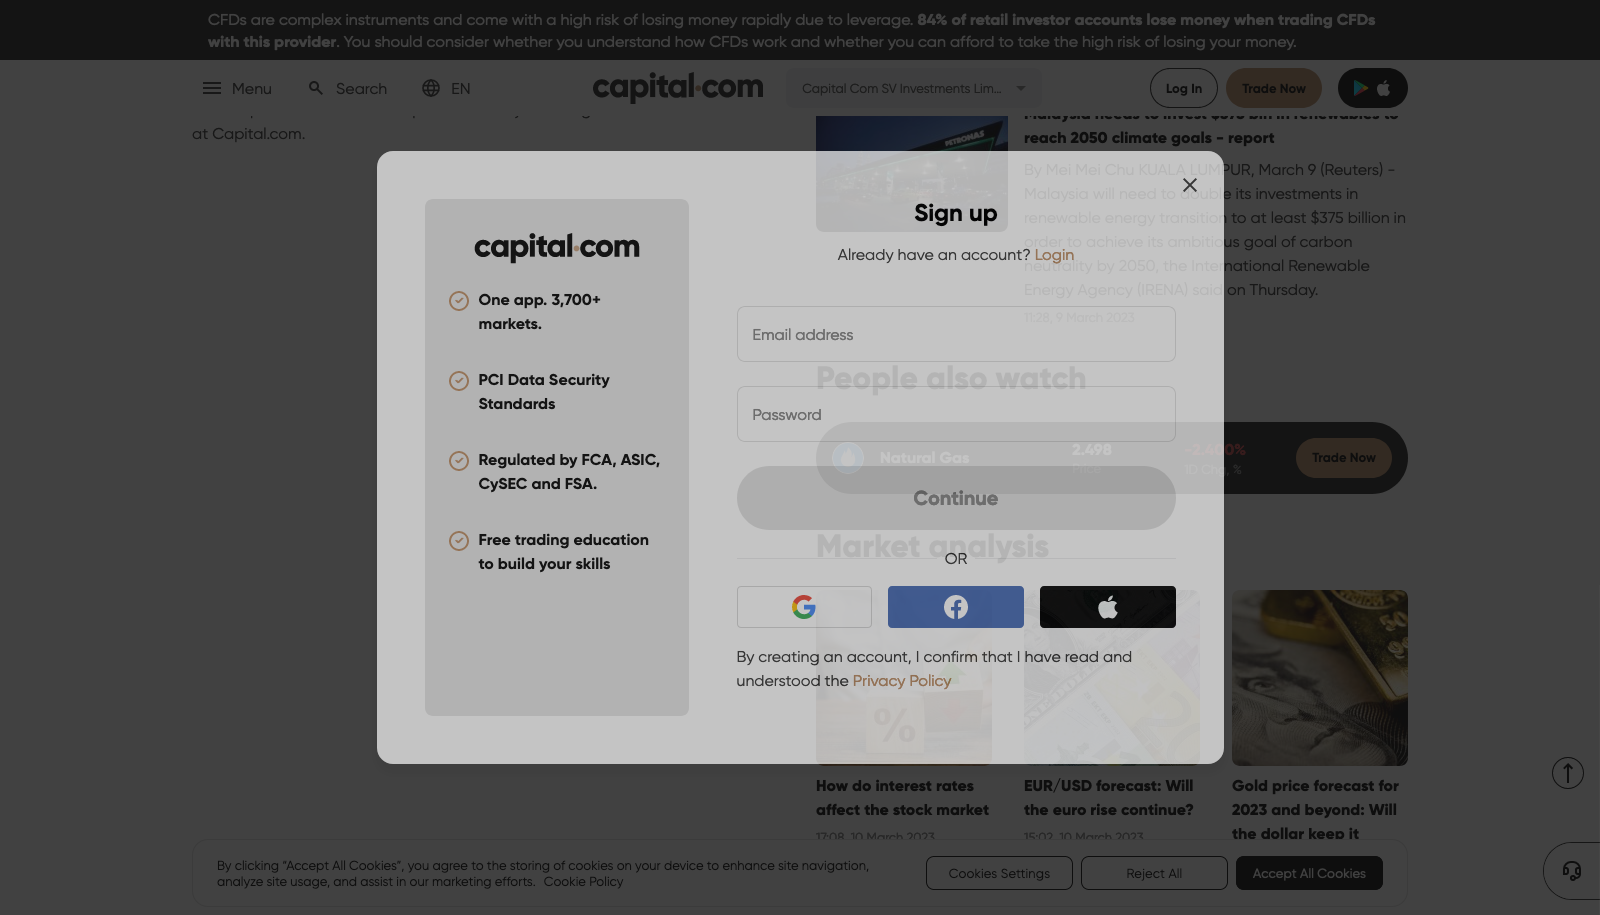 CFDs are complex instruments and come with a high risk of losing money rapidly due to leverage. 84% of retail investor accounts lose money when trading CFDs
with this provider. You should consider whether you understand how CFDs work and whether you can afford to take the high risk of losing your money.
Menu
Search
EN
capital.com
Capital Com SV Investments Lim...
Log In
Trade Now
at Capital.com.
PETRONAS
Malaysia needs to invest $375 bln in renewables to
reach 2050 climate goals - report
By Mei Mei Chu KUALA LUMPUR, March 9 (Reuters) -
Malaysia will need to double its investments in
renewable energy transition to at least $375 billion in
order to achieve its ambitious goal of carbon
neutrality by 2050, the International Renewable
Energy Agency (IRENA) said on Thursday.
11:28, 9 March 2023
capital.com
One app. 3,700+
markets.
PCI Data Security
Standards
Regulated by FCA, ASIC,
CySEC and FSA.
Free trading education
to build your skills
Sign up
Already have an account? Login
Email address
Password
Continue
OR
By creating an account, I confirm that I have read and
understood the Privacy Policy
People also watch
Natural Gas
2.498
Price
1D Chg, %
Trade Now
Market analysis
%
How do interest rates
affect the stock market
17:08, 10 March 2023
EUR/USD forecast: Will
the euro rise continue?
15:02, 10 March 2023
Gold price forecast for
2023 and beyond: Will
the dollar keep it
By clicking “Accept All Cookies”, you agree to the storing of cookies on your device to enhance site navigation,
analyze site usage, and assist in our marketing efforts. Cookie Policy
Cookies Settings
Reject All
Accept All Cookies